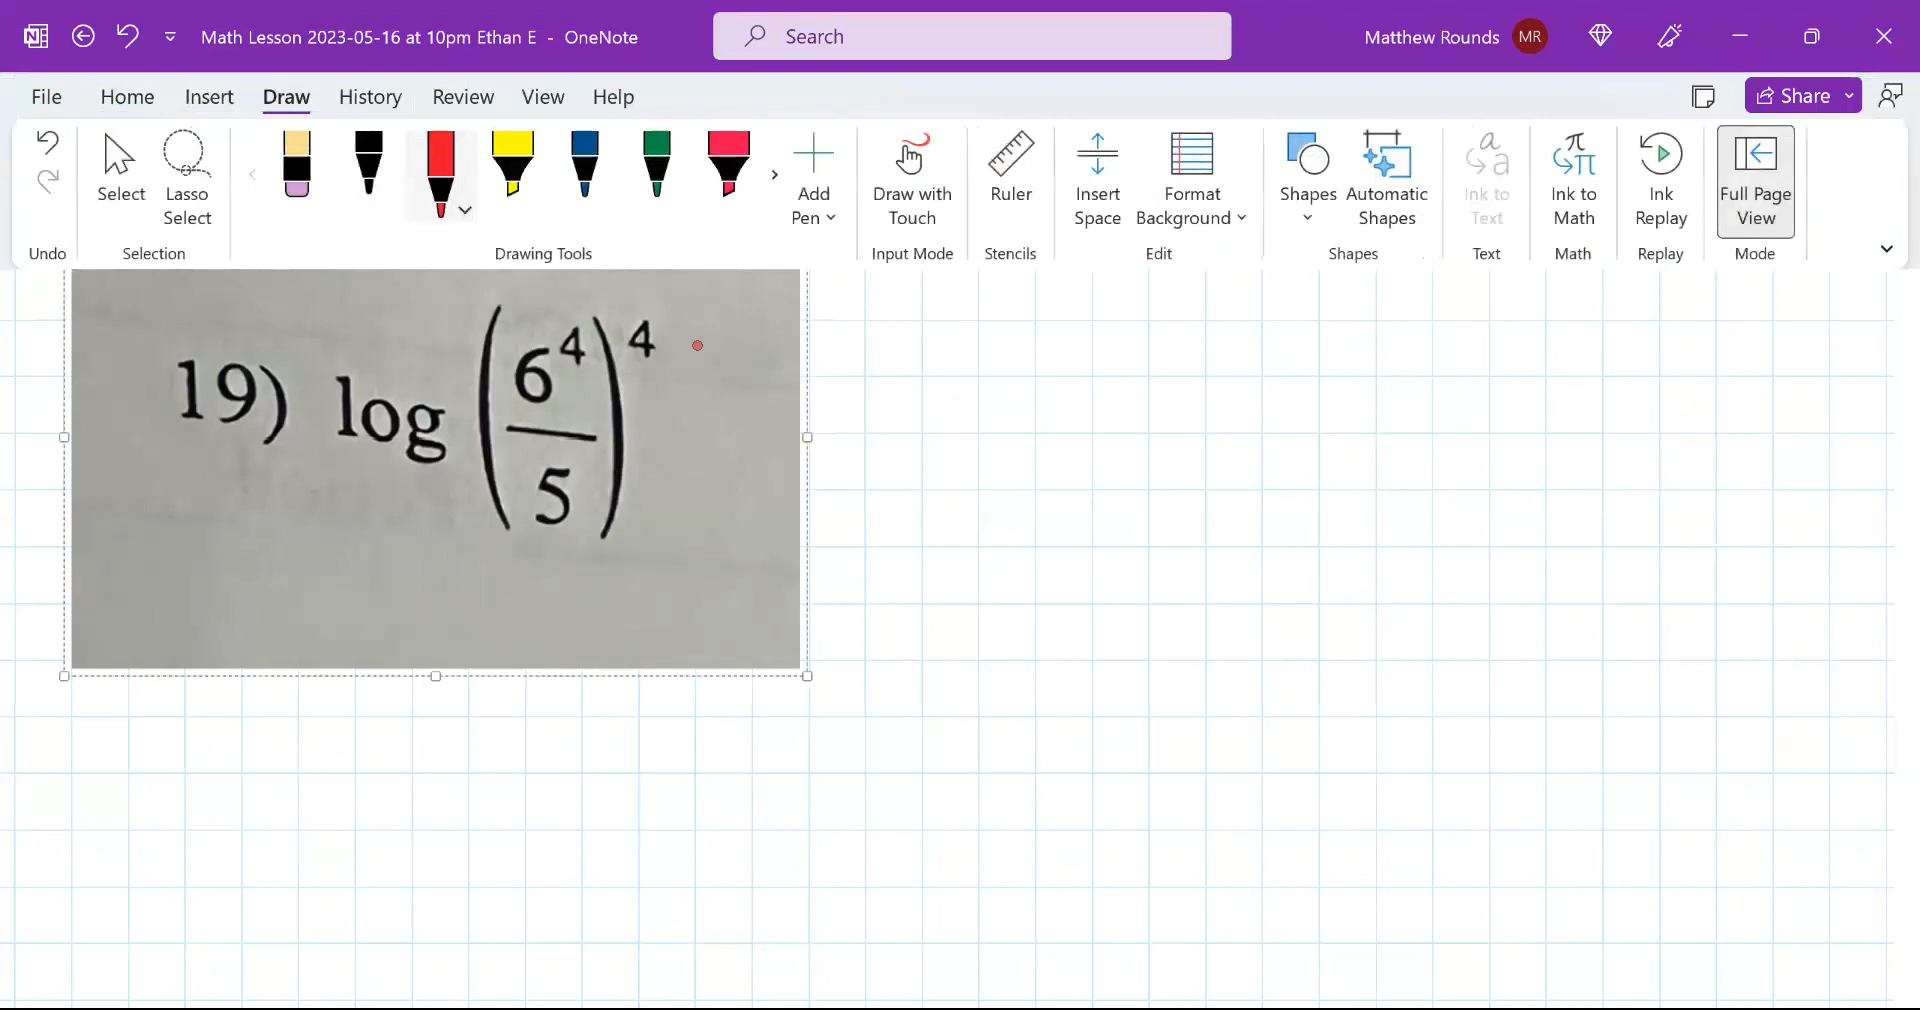 Math Lesson 2023-05-16 at 10pm Ethan E - OneNote
Search
Matthew Rounds MR
File Home Insert Draw History Review View Help
Share
Select
Lasso Select
Add Pen
Draw with Touch
Ruler
Insert Space
Format Background
Shapes
Automatic Shapes
Ink to Text
Ink to Math
Ink Replay
Full Page View
Undo Selection Drawing Tools Input Mode Stencils Edit Shapes Text Math Replay Mode
19) log (6^4/5)^4